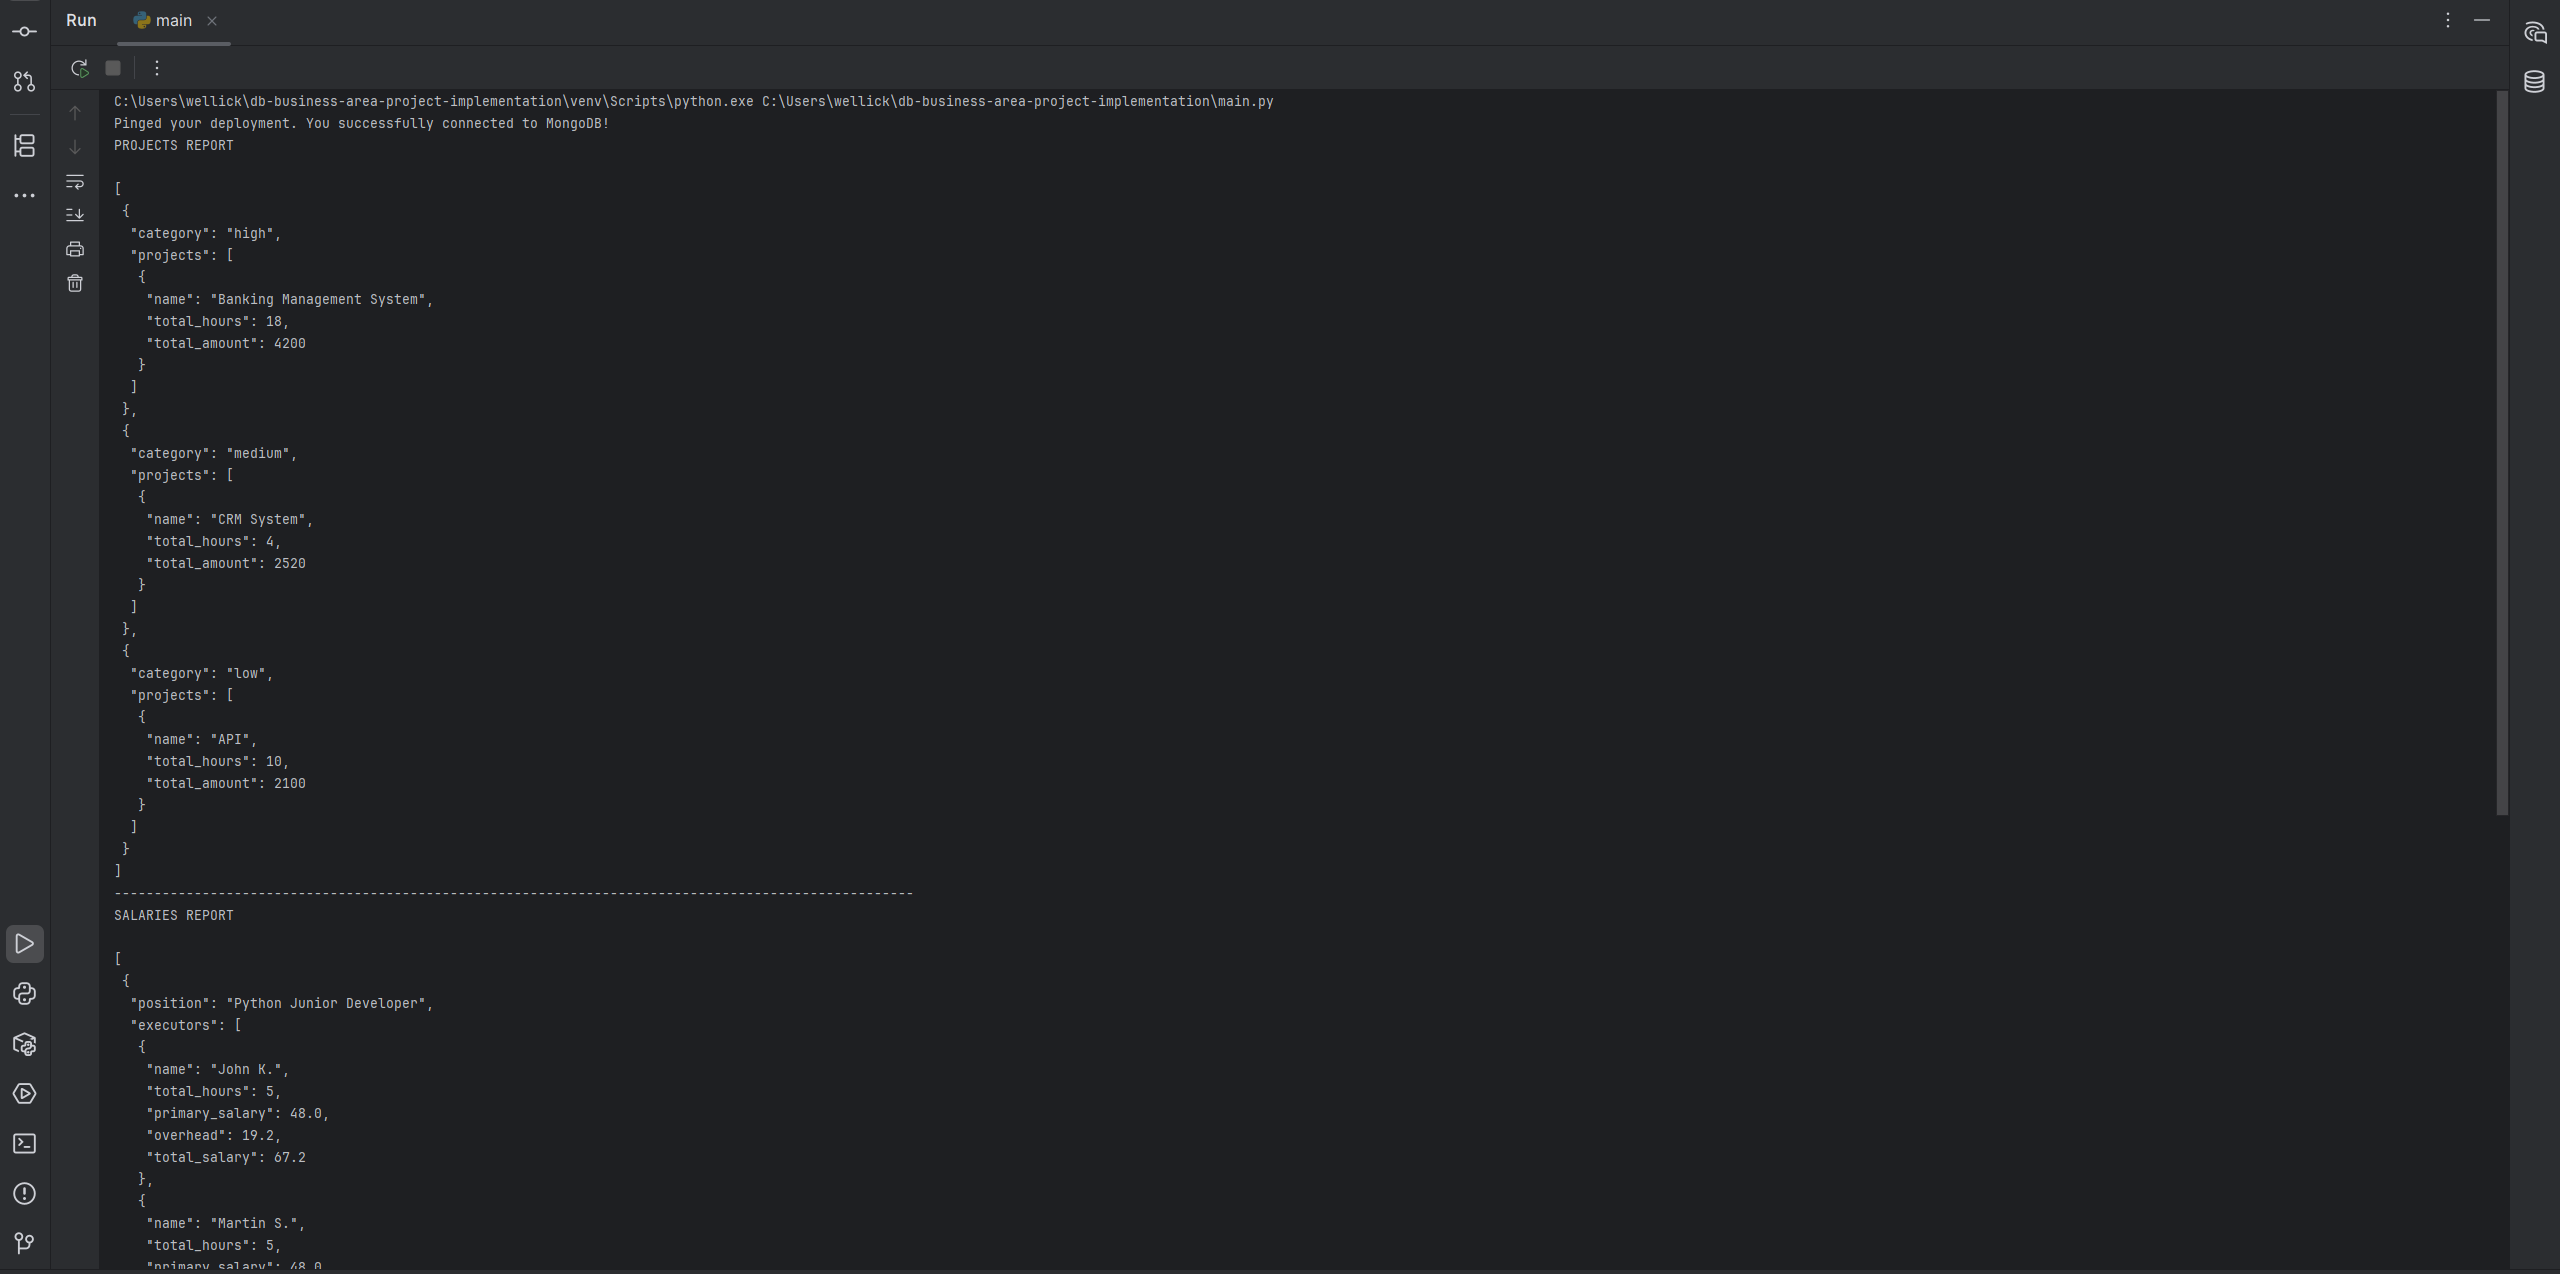 Run main
C:\Users\wellick\db-business-area-project-implementation\venv\Scripts\python.exe C:\Users\wellick\db-business-area-project-implementation\main.py
Pinged your deployment. You successfully connected to MongoDB!
PROJECTS REPORT

[
 {
  "category": "high",
  "projects": [
   {
    "name": "Banking Management System",
    "total_hours": 18,
    "total_amount": 4200
   }
  ]
 },
 {
  "category": "medium",
  "projects": [
   {
    "name": "CRM System",
    "total_hours": 4,
    "total_amount": 2520
   }
  ]
 },
 {
  "category": "low",
  "projects": [
   {
    "name": "API",
    "total_hours": 10,
    "total_amount": 2100
   }
  ]
 }
]
----------------------------------------------------------------------------------------------------
SALARIES REPORT

[
 {
  "position": "Python Junior Developer",
  "executors": [
   {
    "name": "John K.",
    "total_hours": 5,
    "primary_salary": 48.0,
    "overhead": 19.2,
    "total_salary": 67.2
   },
   {
    "name": "Martin S.",
    "total_hours": 5,
    "primary_salary": 48.0